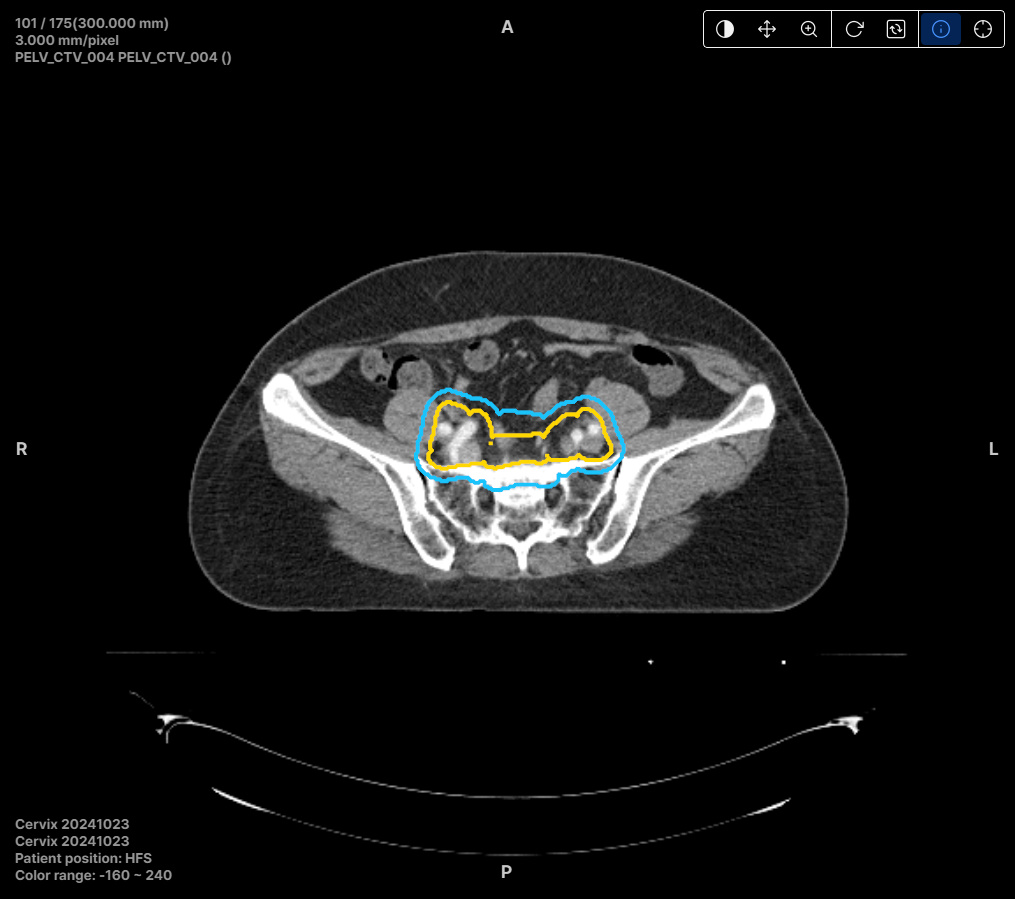 101 / 175(300.000 mm)
3.000 mm/pixel
PELV_CTV_004 PELV_CTV_004 ()
A
R
L
Cervix 20241023
Cervix 20241023
Patient position: HFS
Color range: -160 ~ 240
P